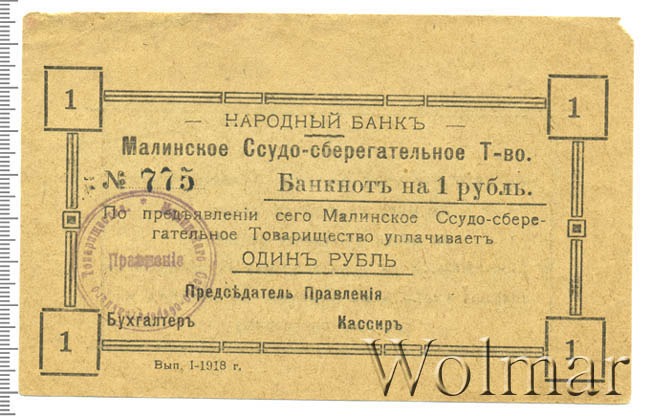 1 1
— НАРОДНЫЙ БАНКЪ —
Малинское Ссудо-сберегательное Т-во.
№ 775 Банкнотъ на 1 рубль.
По предъявленіи сего Малинское Ссудо-сбере-
гательное Товарищество уплачиваетъ
ОДИНЪ РУБЛЬ
Правленіе
Предсѣдатель Правленія
Бухгалтеръ Кассиръ
1 1
Вып. I-1918 г.
Wolmar